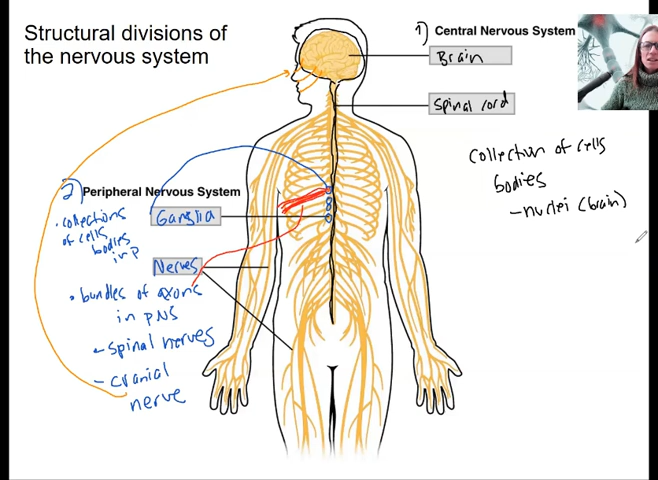 Structural divisions of
the nervous system
1) Central Nervous System
Brain
Spinal cord
collection of cells
bodies
- nuclei (brain)
2) Peripheral Nervous System
Ganglia
• collections
of cells
bodies
in P
Nerves
• bundles of axons
in PNS
- spinal nerves
- cranial
nerve